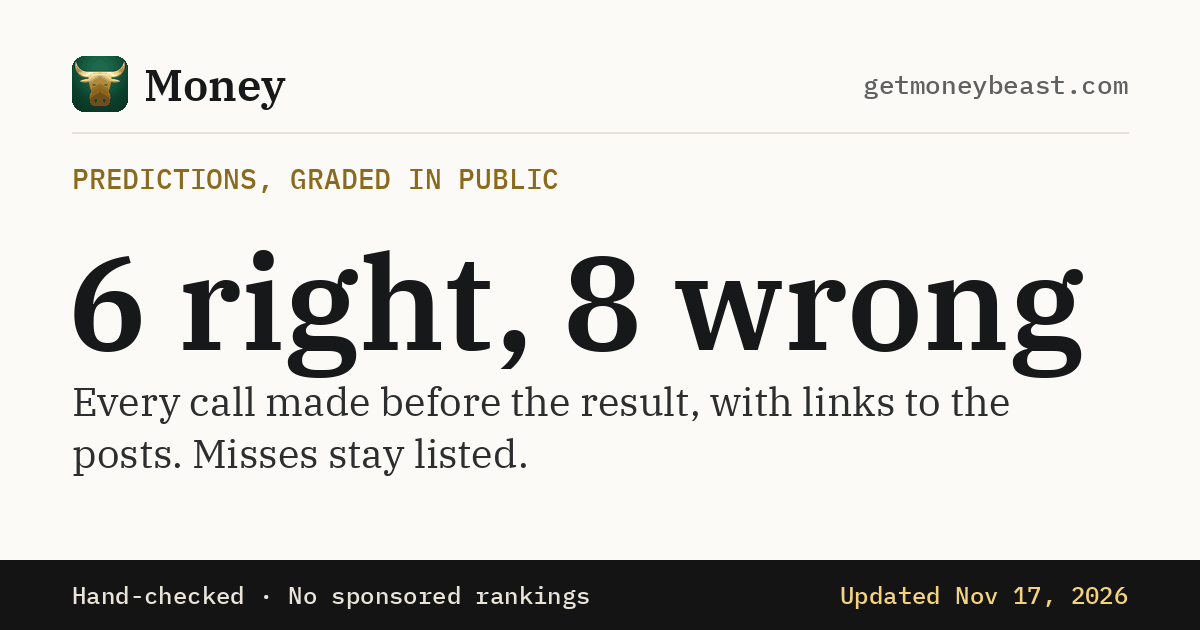 Money
getmoneybeast.com
PREDICTIONS, GRADED IN PUBLIC
6 right, 8 wrong
Every call made before the result, with links to the
posts. Misses stay listed.
Hand-checked · No sponsored rankings
Updated Nov 17, 2026